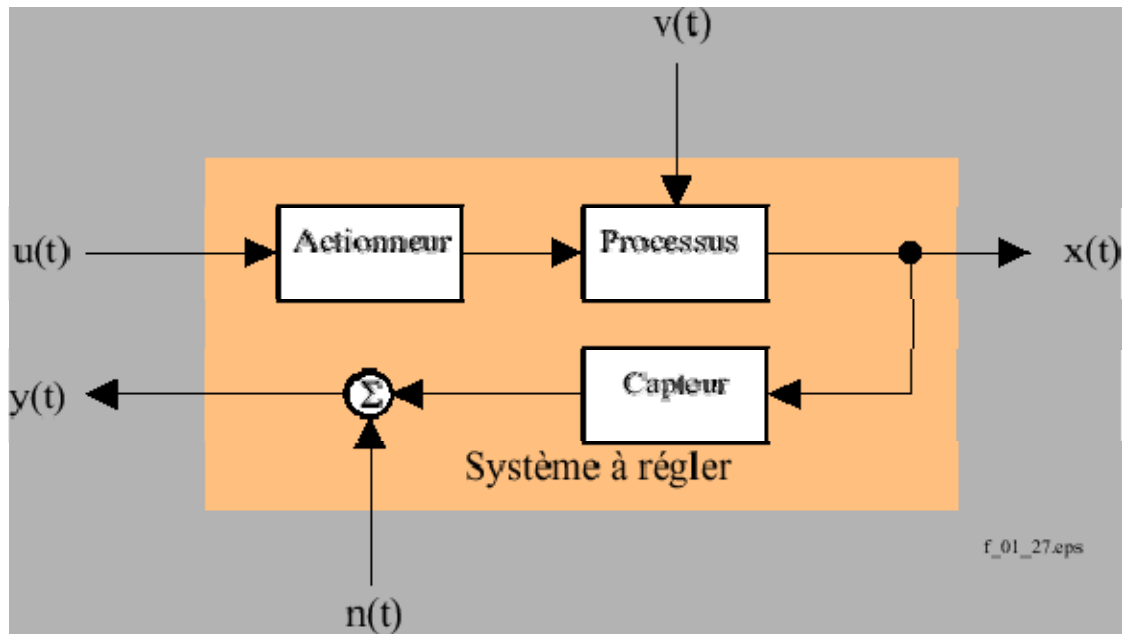 v(t)
Actionneur
Processus
u(t)
x(t)
Capteur
y(t)
Σ
Système à régler
f_01_27.eps
n(t)